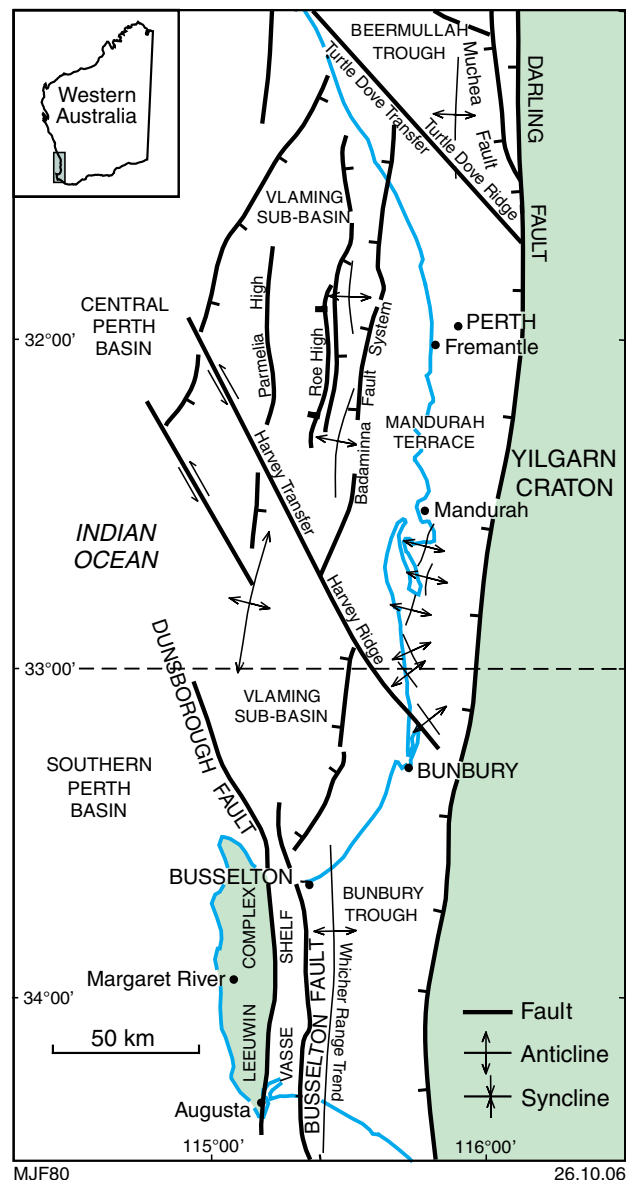 Western
Australia
BEERMULLAH
TROUGH
Muchea
Fault
DARLING
FAULT
Turtle Dove Transfer
Turtle Dove Ridge
VLAMING
SUB-BASIN
CENTRAL
PERTH
BASIN
32°00'
Parmelia High
Roe High
Badaminna Fault System
PERTH
Fremantle
MANDURAH
TERRACE
YILGARN
CRATON
Harvey Transfer
Mandurah
INDIAN
OCEAN
Harvey Ridge
33°00'
DUNSBOROUGH FAULT
VLAMING
SUB-BASIN
SOUTHERN
PERTH
BASIN
BUNBURY
BUSSELTON
BUNBURY
TROUGH
LEEUWIN COMPLEX
VASSE SHELF
BUSSELTON FAULT
Whicher Range Trend
Margaret River
34°00'
50 km
Augusta
Fault
Anticline
Syncline
115°00'
116°00'
MJF80
26.10.06